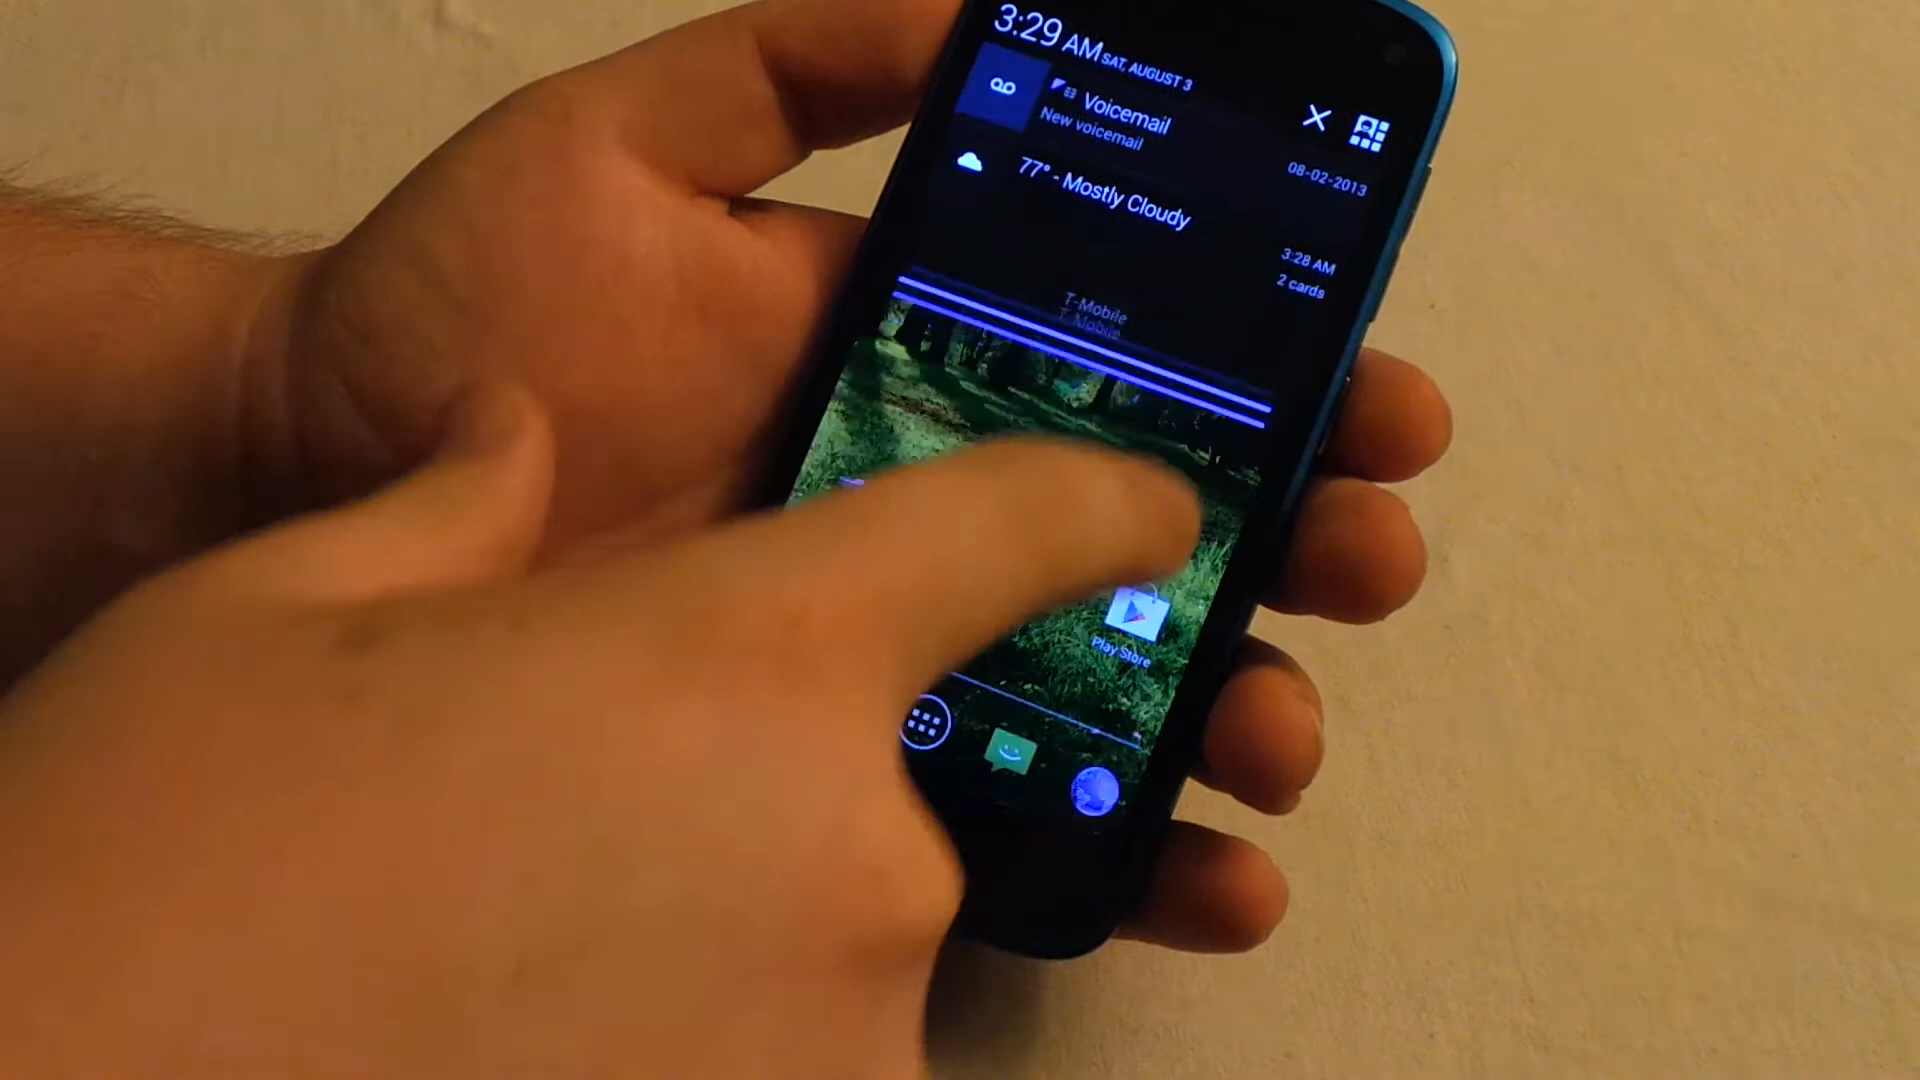 3:29 AM SAT, AUGUST 3
Voicemail
New voicemail
08-02-2013
77° - Mostly Cloudy
3:28 AM
2 cards
T-Mobile
T-Mobile
Play Store